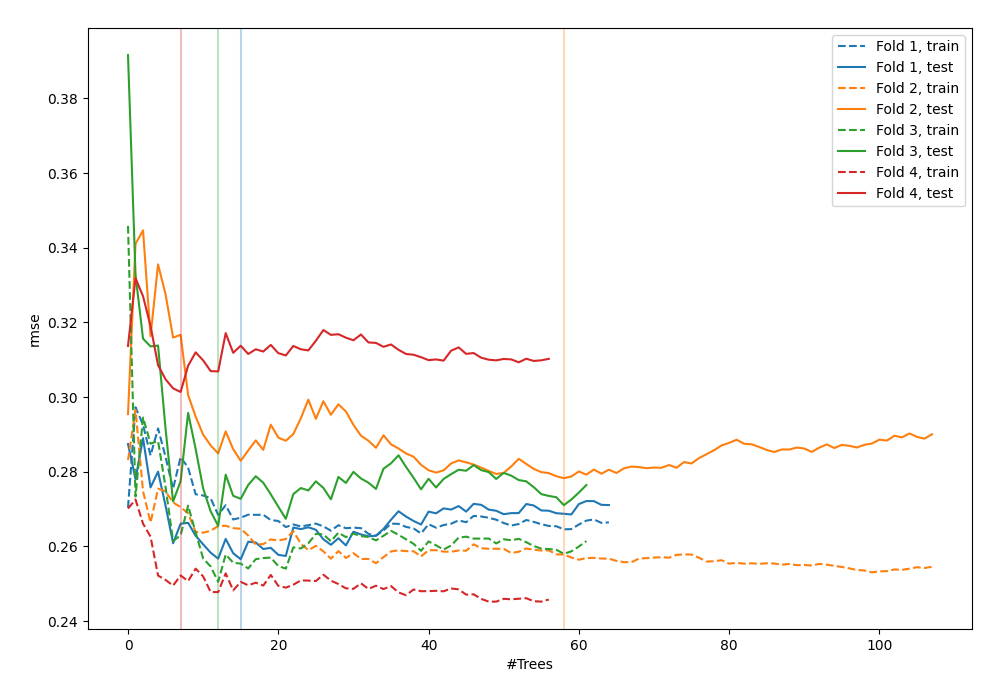 0.38
0.36
0.34
0.32
0.30
0.28
0.26
0.24
rmse
0 20 40 60 80 100
#Trees
Fold 1, train
Fold 1, test
Fold 2, train
Fold 2, test
Fold 3, train
Fold 3, test
Fold 4, train
Fold 4, test